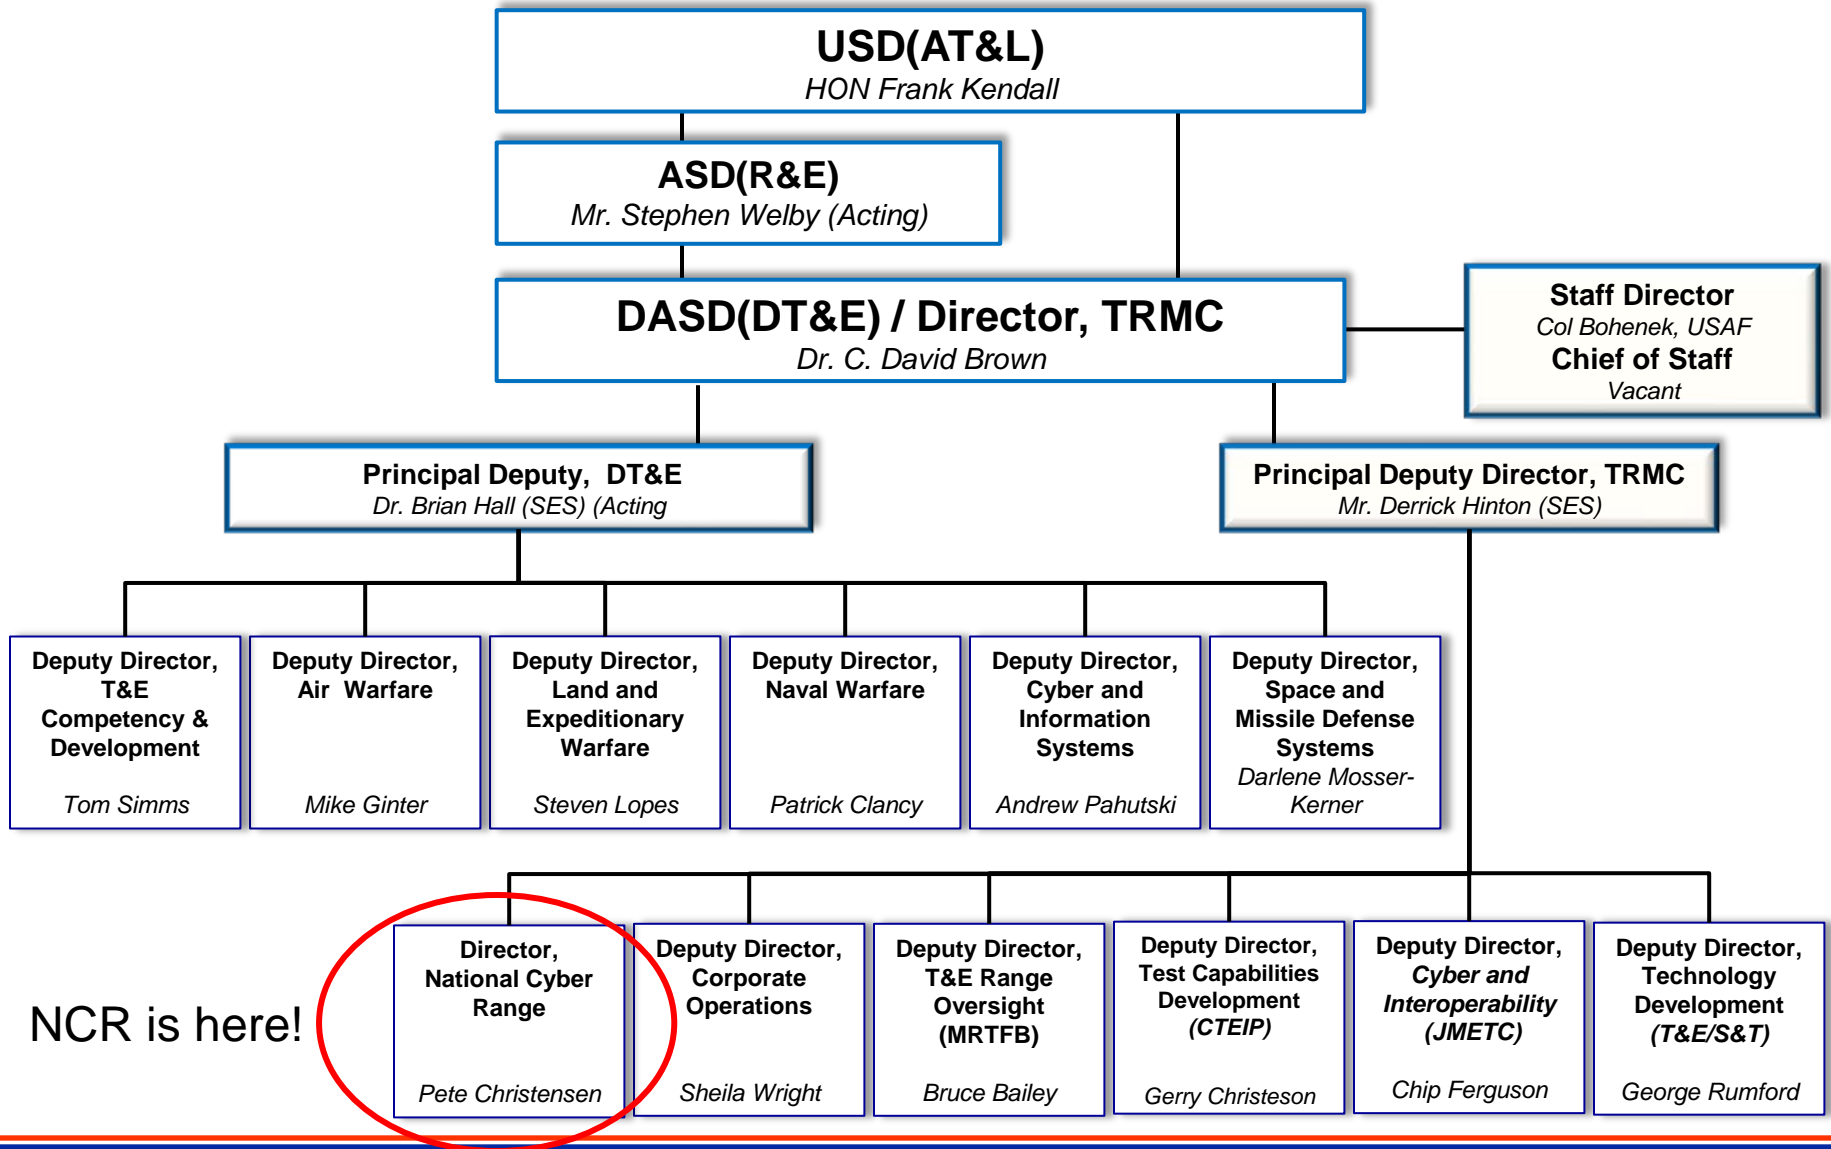 USD(AT&L)
HON Frank Kendall
ASD(R&E)
Mr. Stephen Welby (Acting)
DASD(DT&E) / Director, TRMC
Dr. C. David Brown
Staff Director
Col Bohenek, USAF
Chief of Staff
Vacant
Principal Deputy, DT&E
Dr. Brian Hall (SES) (Acting
Principal Deputy Director, TRMC
Mr. Derrick Hinton (SES)
Deputy Director,
T&E
Competency &
Development
Tom Simms
Deputy Director,
Air Warfare
Mike Ginter
Deputy Director,
Land and
Expeditionary
Warfare
Steven Lopes
Deputy Director,
Naval Warfare
Patrick Clancy
Deputy Director,
Cyber and
Information
Systems
Andrew Pahutski
Deputy Director,
Space and
Missile Defense
Systems
Darlene Mosser-
Kerner
NCR is here!
Director,
National Cyber
Range
Pete Christensen
Deputy Director,
Corporate
Operations
Sheila Wright
Deputy Director,
T&E Range
Oversight
(MRTFB)
Bruce Bailey
Deputy Director,
Test Capabilities
Development
(CTEIP)
Gerry Christeson
Deputy Director,
Cyber and
Interoperability
(JMETC)
Chip Ferguson
Deputy Director,
Technology
Development
(T&E/S&T)
George Rumford